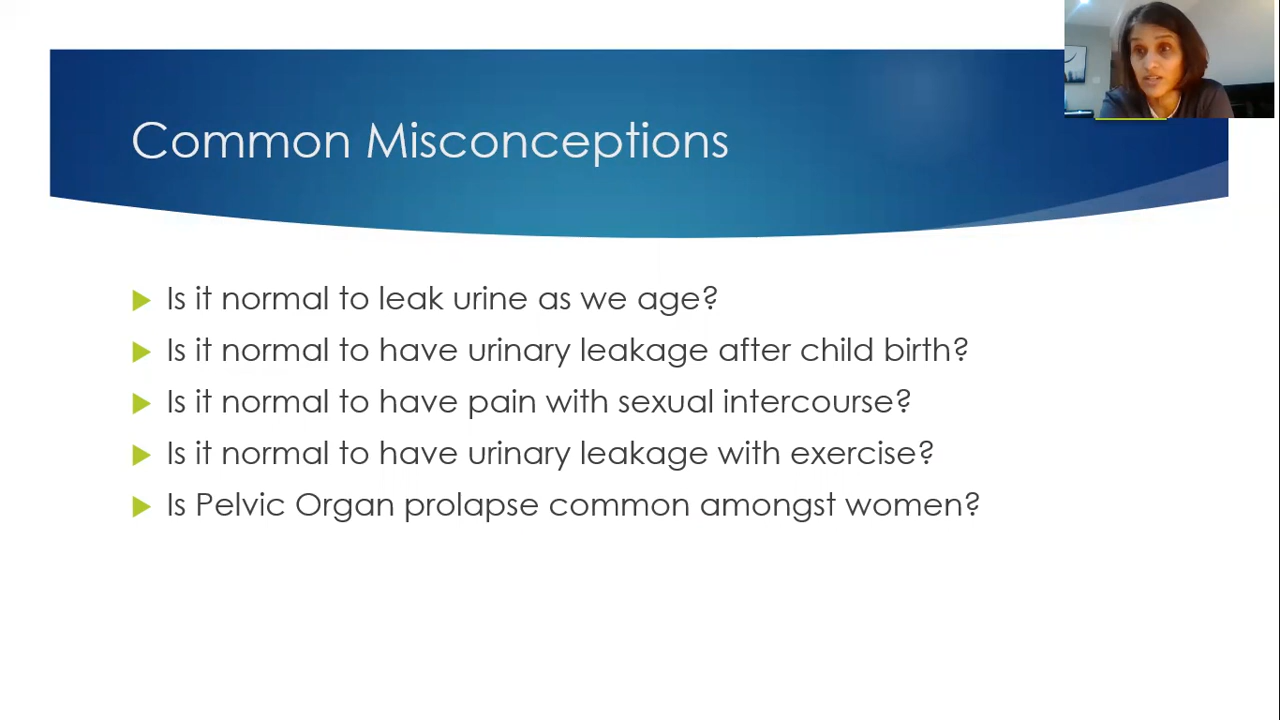 Common Misconceptions
Is it normal to leak urine as we age?
Is it normal to have urinary leakage after child birth?
Is it normal to have pain with sexual intercourse?
Is it normal to have urinary leakage with exercise?
Is Pelvic Organ prolapse common amongst women?